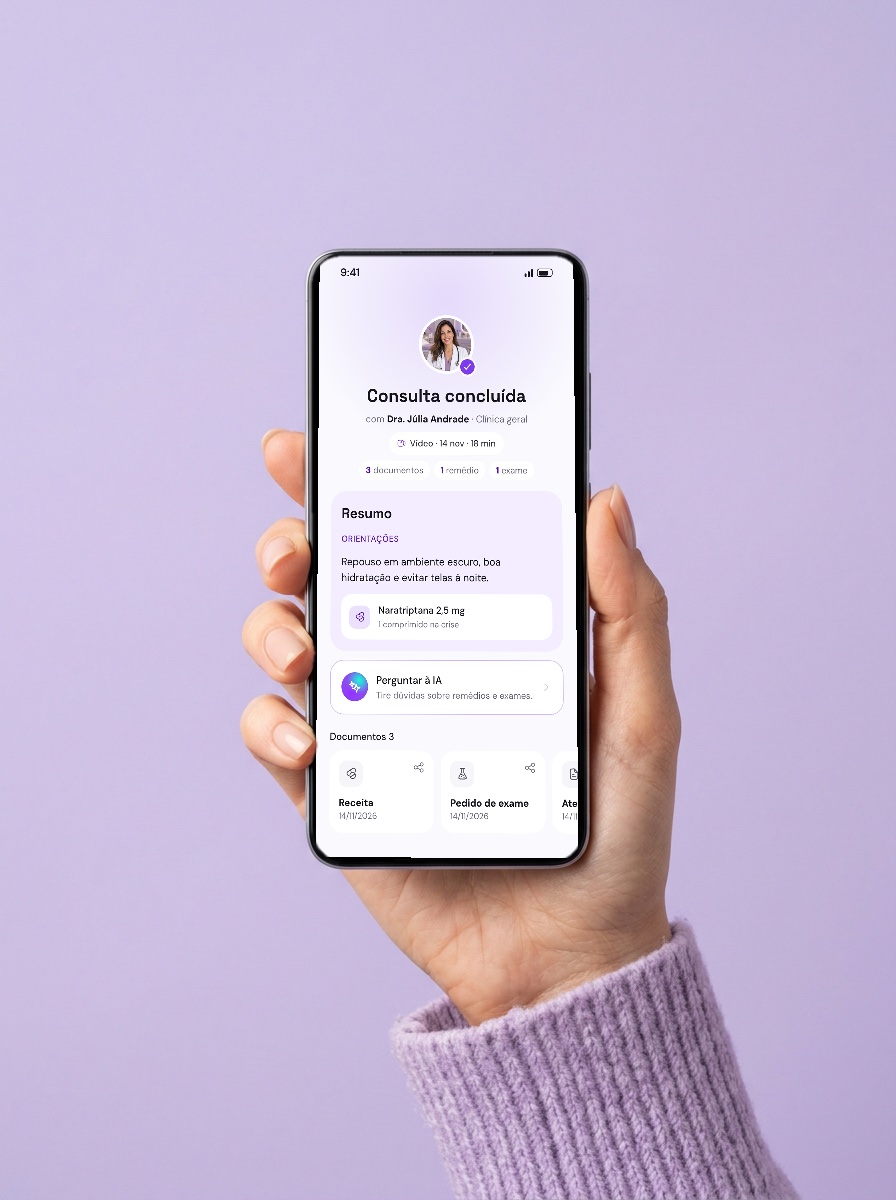 9:41
Consulta concluída
com Dra. Júlia Andrade · Clínica geral
Vídeo · 14 nov · 18 min
3 documentos 1 remédio 1 exame
Resumo
ORIENTAÇÕES
Repouso em ambiente escuro, boa
hidratação e evitar telas à noite.
Naratriptana 2,5 mg
1 comprimido na crise
Perguntar à IA
Tire dúvidas sobre remédios e exames.
Documentos 3
Receita
14/11/2026
Pedido de exame
14/11/2026
Ate
14/1